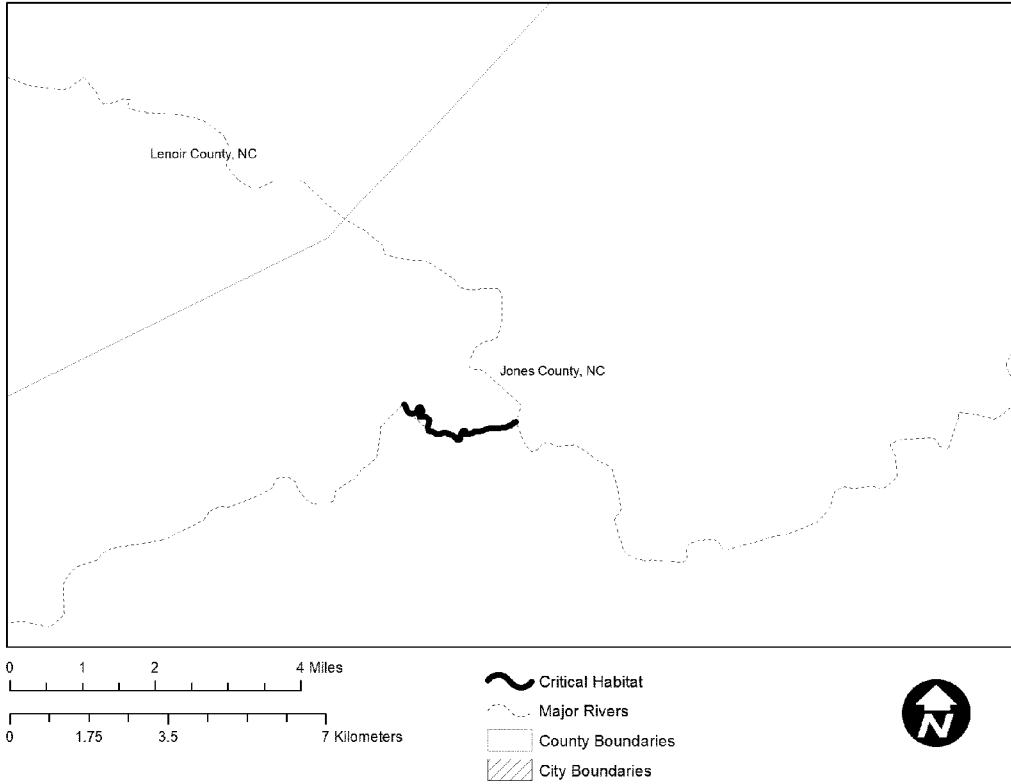 Lenoir County, NC
Jones County, NC
0 1 2 4 Miles
0 1.75 3.5 7 Kilometers
Critical Habitat
Major Rivers
County Boundaries
City Boundaries
N